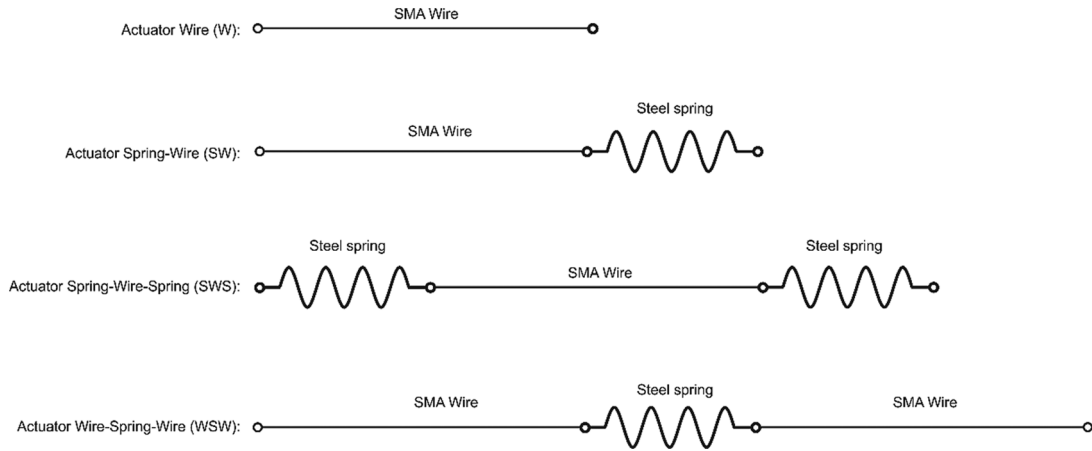 SMA Wire
Actuator Wire (W):
Steel spring
SMA Wire
Actuator Spring-Wire (SW):
Steel spring
Steel spring
SMA Wire
Actuator Spring-Wire-Spring (SWS):
Steel spring
SMA Wire
SMA Wire
Actuator Wire-Spring-Wire (WSW):